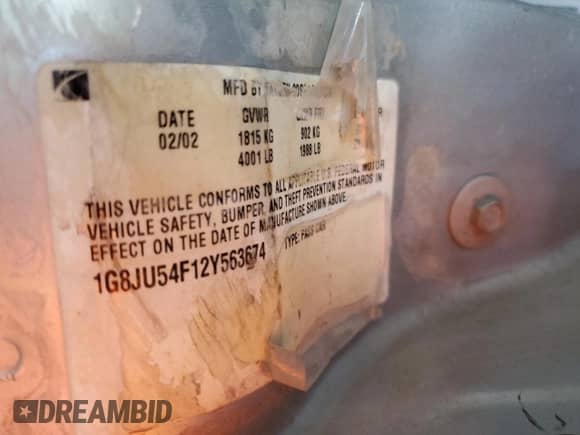 MFD BY
DATE GVWR
02/02 1815 KG 902 KG
4001 LB 1988 LB
THIS VEHICLE CONFORMS TO ALL APPLICABLE U.S. FEDERAL MOTOR
VEHICLE SAFETY, BUMPER, AND THEFT PREVENTION STANDARDS IN
EFFECT ON THE DATE OF MANUFACTURE SHOWN ABOVE.
1G8JU54F12Y563674 TYPE: PASS CAR
DREAMBID